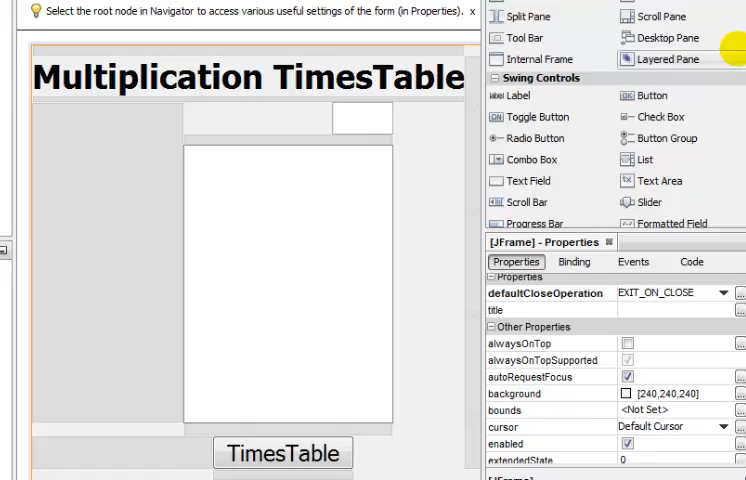 Select the root node in Navigator to access various useful settings of the form (in Properties). x
Multiplication TimesTable
TimesTable
Split Pane
Scroll Pane
Tool Bar
Desktop Pane
Internal Frame
Layered Pane
Swing Controls
label Label
OK Button
ON Toggle Button
Check Box
Radio Button
Button Group
Combo Box
List
Text Field
Text Area
Scroll Bar
Slider
Progress Bar
Formatted Field
[JFrame] - Properties
Properties Binding Events Code
Properties
defaultCloseOperation EXIT_ON_CLOSE ...
title ...
Other Properties
alwaysOnTop ...
alwaysOnTopSupported
autoRequestFocus ...
background [240,240,240] ...
bounds <Not Set> ...
cursor Default Cursor ...
enabled ...
extendedState 0
[JFrame]